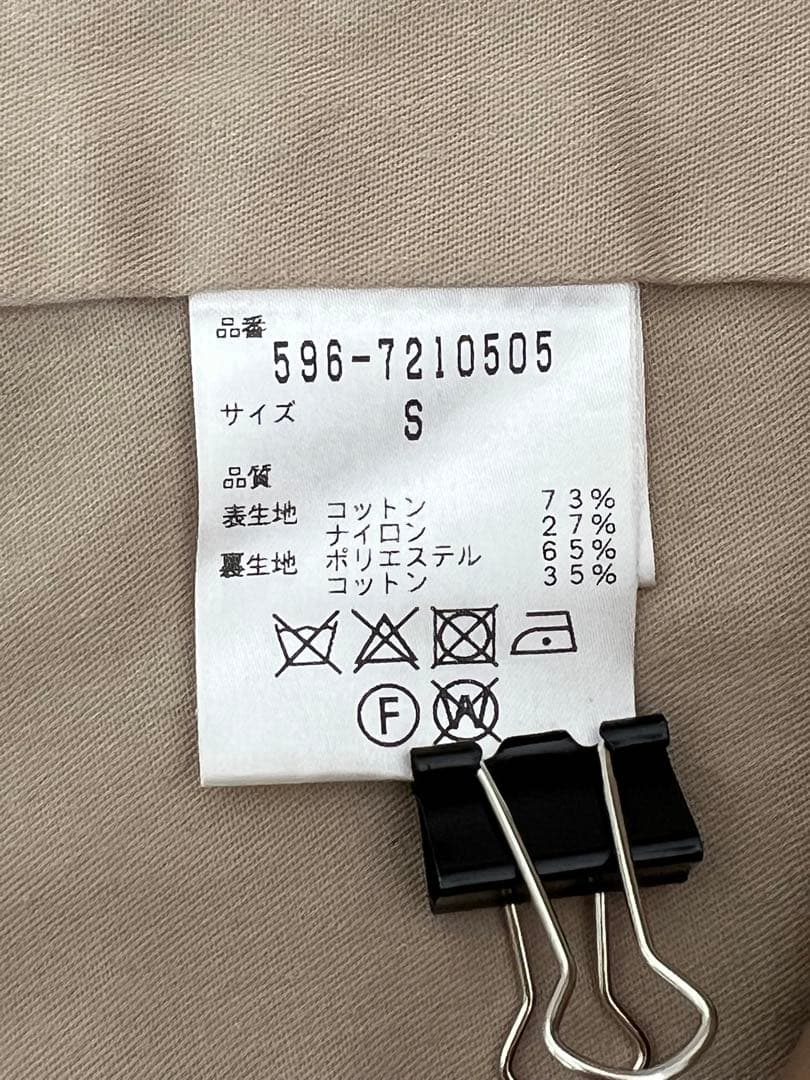 品番
596-7210505
サイズ S
品質
表生地 コットン 73%
ナイロン 27%
裏生地 ポリエステル 65%
コットン 35%
F W